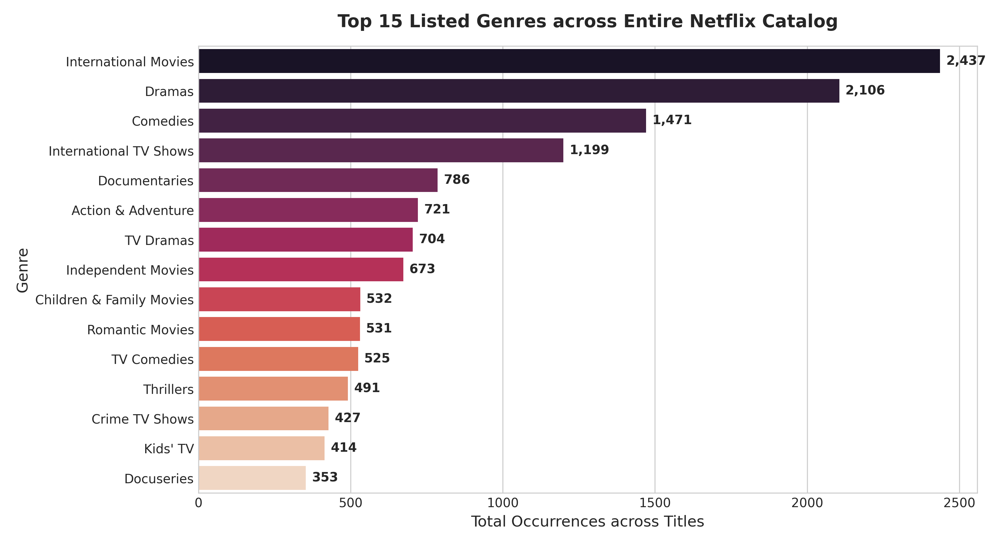 Top 15 Listed Genres across Entire Netflix Catalog
Genre
International Movies 2,437
Dramas 2,106
Comedies 1,471
International TV Shows 1,199
Documentaries 786
Action & Adventure 721
TV Dramas 704
Independent Movies 673
Children & Family Movies 532
Romantic Movies 531
TV Comedies 525
Thrillers 491
Crime TV Shows 427
Kids' TV 414
Docuseries 353
0 500 1000 1500 2000 2500
Total Occurrences across Titles